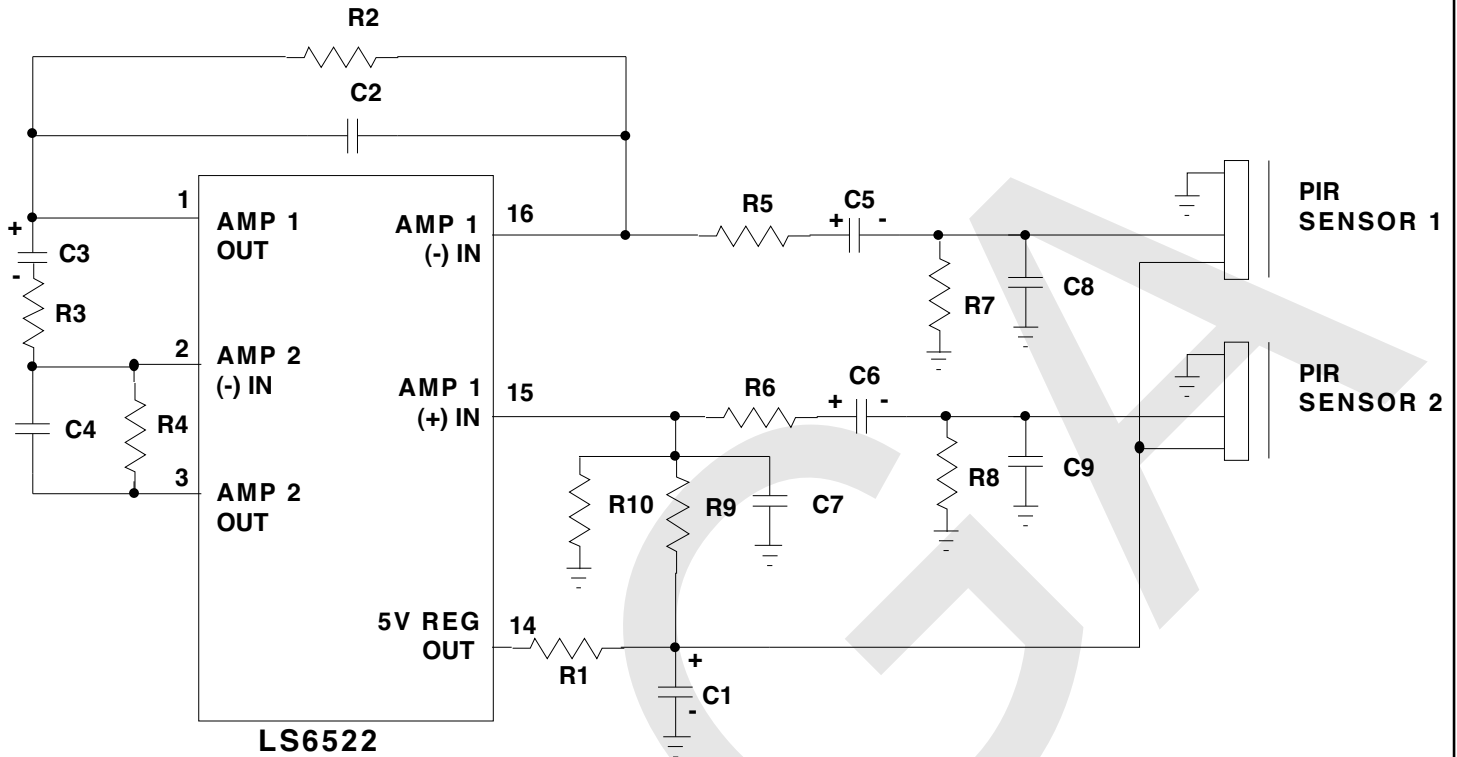 R2
C2
1
AMP 1
OUT
AMP 1
(-) IN
16
R5
+ C5 -
PIR
SENSOR 1
+
C3
-
R3
R7
C8
2
AMP 2
(-) IN
AMP 1
(+) IN
15
R6
+ C6 -
PIR
SENSOR 2
C4
R4
3
AMP 2
OUT
R10
R9
C7
R8
C9
5V REG
OUT
14
R1
+
C1
-
LS6522
GA